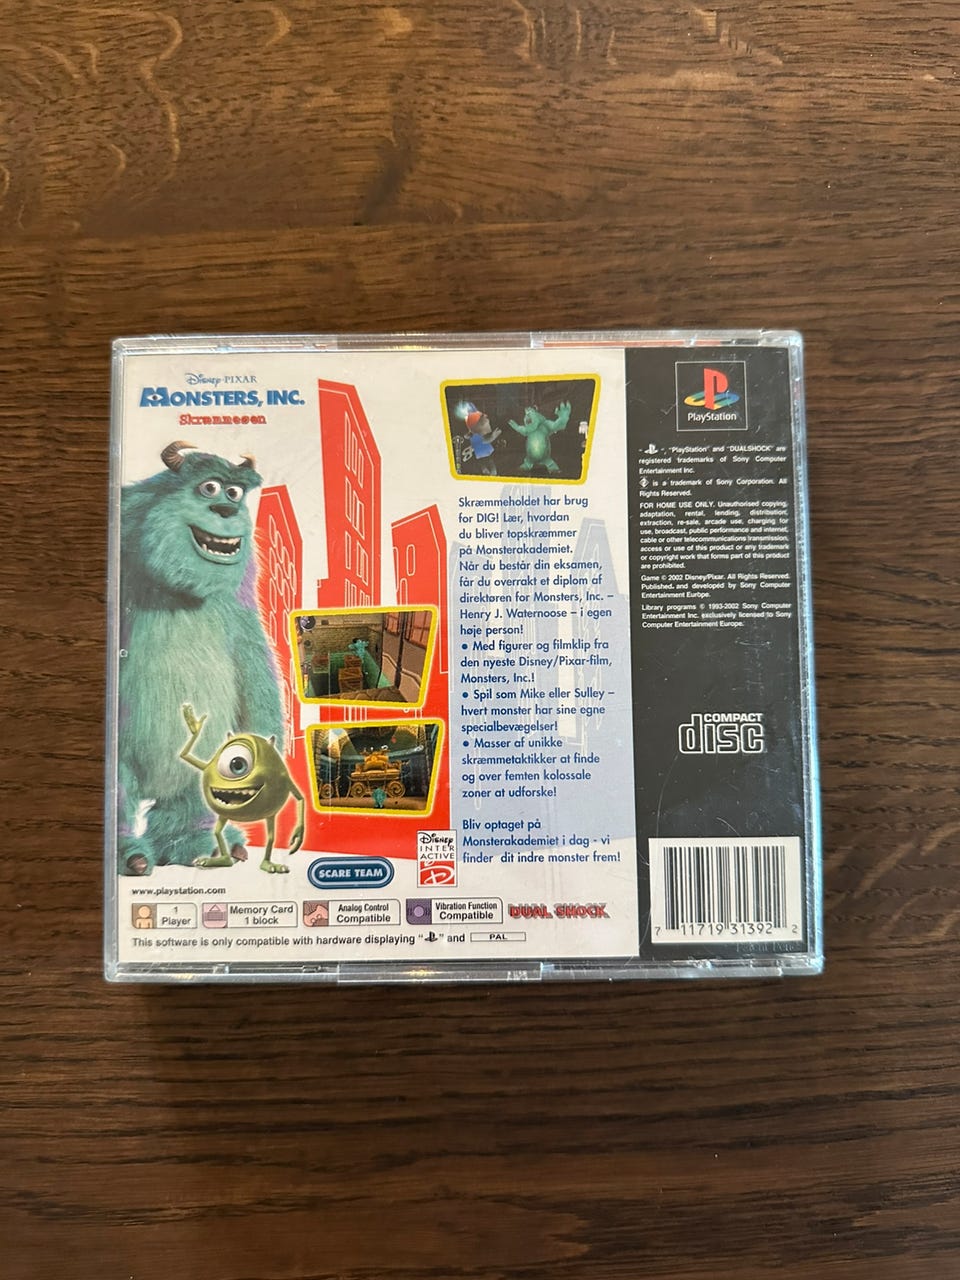 Disney·PIXAR
MONSTERS, INC.
Skræmmeøen
Skræmmeholdet har brug
for DIG! Lær, hvordan
du bliver topskræmmer
på Monsterakademiet.
Når du består din eksamen,
får du overrakt et diplom af
direktøren for Monsters, Inc. –
Henry J. Waternoose – i egen
høje person!
• Med figurer og filmklip fra
den nyeste Disney/Pixar-film,
Monsters, Inc.!
• Spil som Mike eller Sulley –
hvert monster har sine egne
specialbevægelser!
• Masser af unikke
skræmmetaktikker at finde
og over femten kolossale
zoner at udforske!
Bliv optaget på
Monsterakademiet i dag - vi
finder dit indre monster frem!
Disney
INTER
ACTIVE
SCARE TEAM
www.playstation.com
1
Player
Memory Card
1 block
Analog Control
Compatible
Vibration Function
Compatible
DUAL SHOCK
This software is only compatible with hardware displaying " " and PAL
PlayStation
" ", "PlayStation" and "DUALSHOCK" are
registered trademarks of Sony Computer
Entertainment Inc.
is a trademark of Sony Corporation. All
Rights Reserved.
FOR HOME USE ONLY. Unauthorised copying,
adaptation, rental, lending, distribution,
extraction, re-sale, arcade use, charging for
use, broadcast, public performance and internet,
cable or other telecommunications transmission,
access or use of this product or any trademark
or copyright work that forms part of this product
are prohibited.
Game © 2002 Disney/Pixar. All Rights Reserved.
Published and developed by Sony Computer
Entertainment Europe.
Library programs © 1993-2002 Sony Computer
Entertainment Inc. exclusively licensed to Sony
Computer Entertainment Europe.
COMPACT
disc
7 11719 31392 2